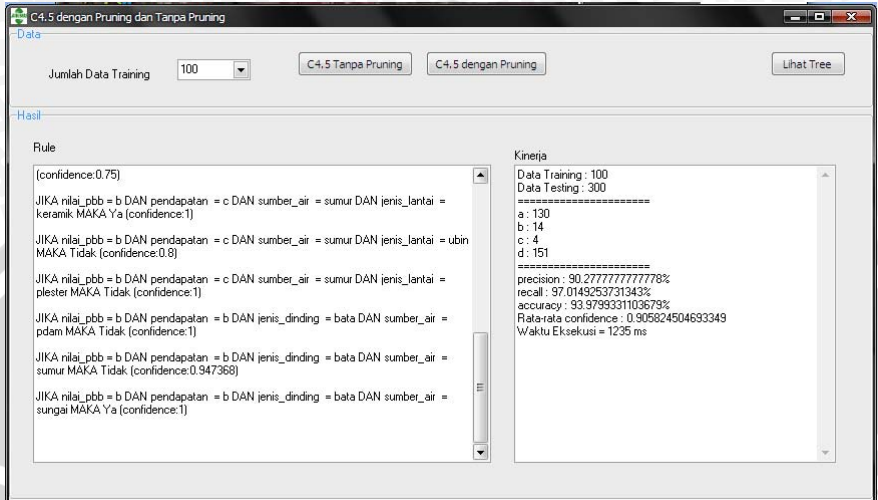 C4.5 dengan Pruning dan Tanpa Pruning
Data
Jumlah Data Training
100
C4.5 Tanpa Pruning
C4.5 dengan Pruning
Lihat Tree
Hasil
Rule
(confidence:0.75)
JIKA nilai_pbb = b DAN pendapatan = c DAN sumber_air = sumur DAN jenis_lantai =
keramik MAKA Ya (confidence:1)
JIKA nilai_pbb = b DAN pendapatan = c DAN sumber_air = sumur DAN jenis_lantai = ubin
MAKA Tidak (confidence:0.8)
JIKA nilai_pbb = b DAN pendapatan = c DAN sumber_air = sumur DAN jenis_lantai =
plester MAKA Tidak (confidence:1)
JIKA nilai_pbb = b DAN pendapatan = b DAN jenis_dinding = bata DAN sumber_air =
pdam MAKA Tidak (confidence:1)
JIKA nilai_pbb = b DAN pendapatan = b DAN jenis_dinding = bata DAN sumber_air =
sumur MAKA Tidak (confidence:0.947368)
JIKA nilai_pbb = b DAN pendapatan = b DAN jenis_dinding = bata DAN sumber_air =
sungai MAKA Ya (confidence:1)
Kinerja
Data Training : 100
Data Testing : 300
======================
a : 130
b : 14
c : 4
d : 151
======================
precision : 90.2777777777778%
recall : 97.0149253731343%
accuracy : 93.9799331103679%
Rata-rata confidence : 0.905824504693349
Waktu Eksekusi = 1235 ms